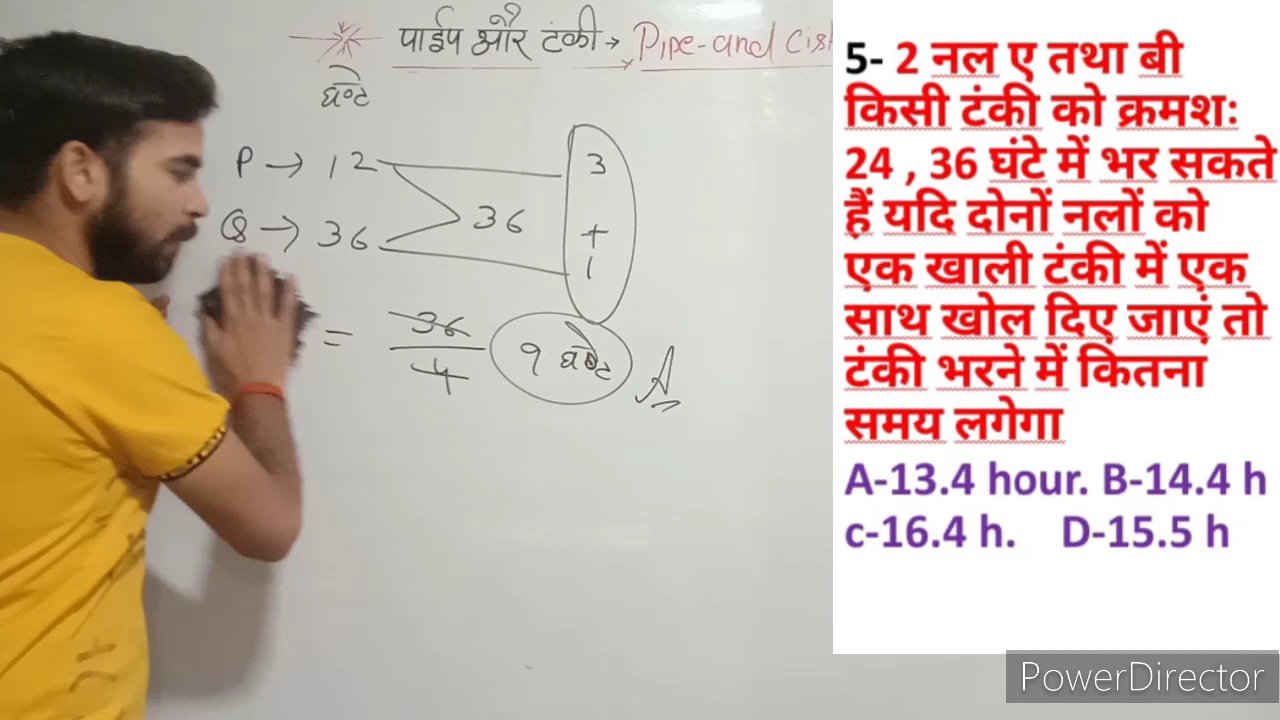 पाईप और टंकी → Pipe-and Cist
घण्टे
P → 12
3
36
Q → 36
+
1
= 36
4
9 घण्टे
A
5- 2 नल ए तथा बी
किसी टंकी को क्रमशः
24 , 36 घंटे में भर सकते
हैं यदि दोनों नलों को
एक खाली टंकी में एक
साथ खोल दिए जाएं तो
टंकी भरने में कितना
समय लगेगा
A-13.4 hour. B-14.4 h
c-16.4 h. D-15.5 h
PowerDirector